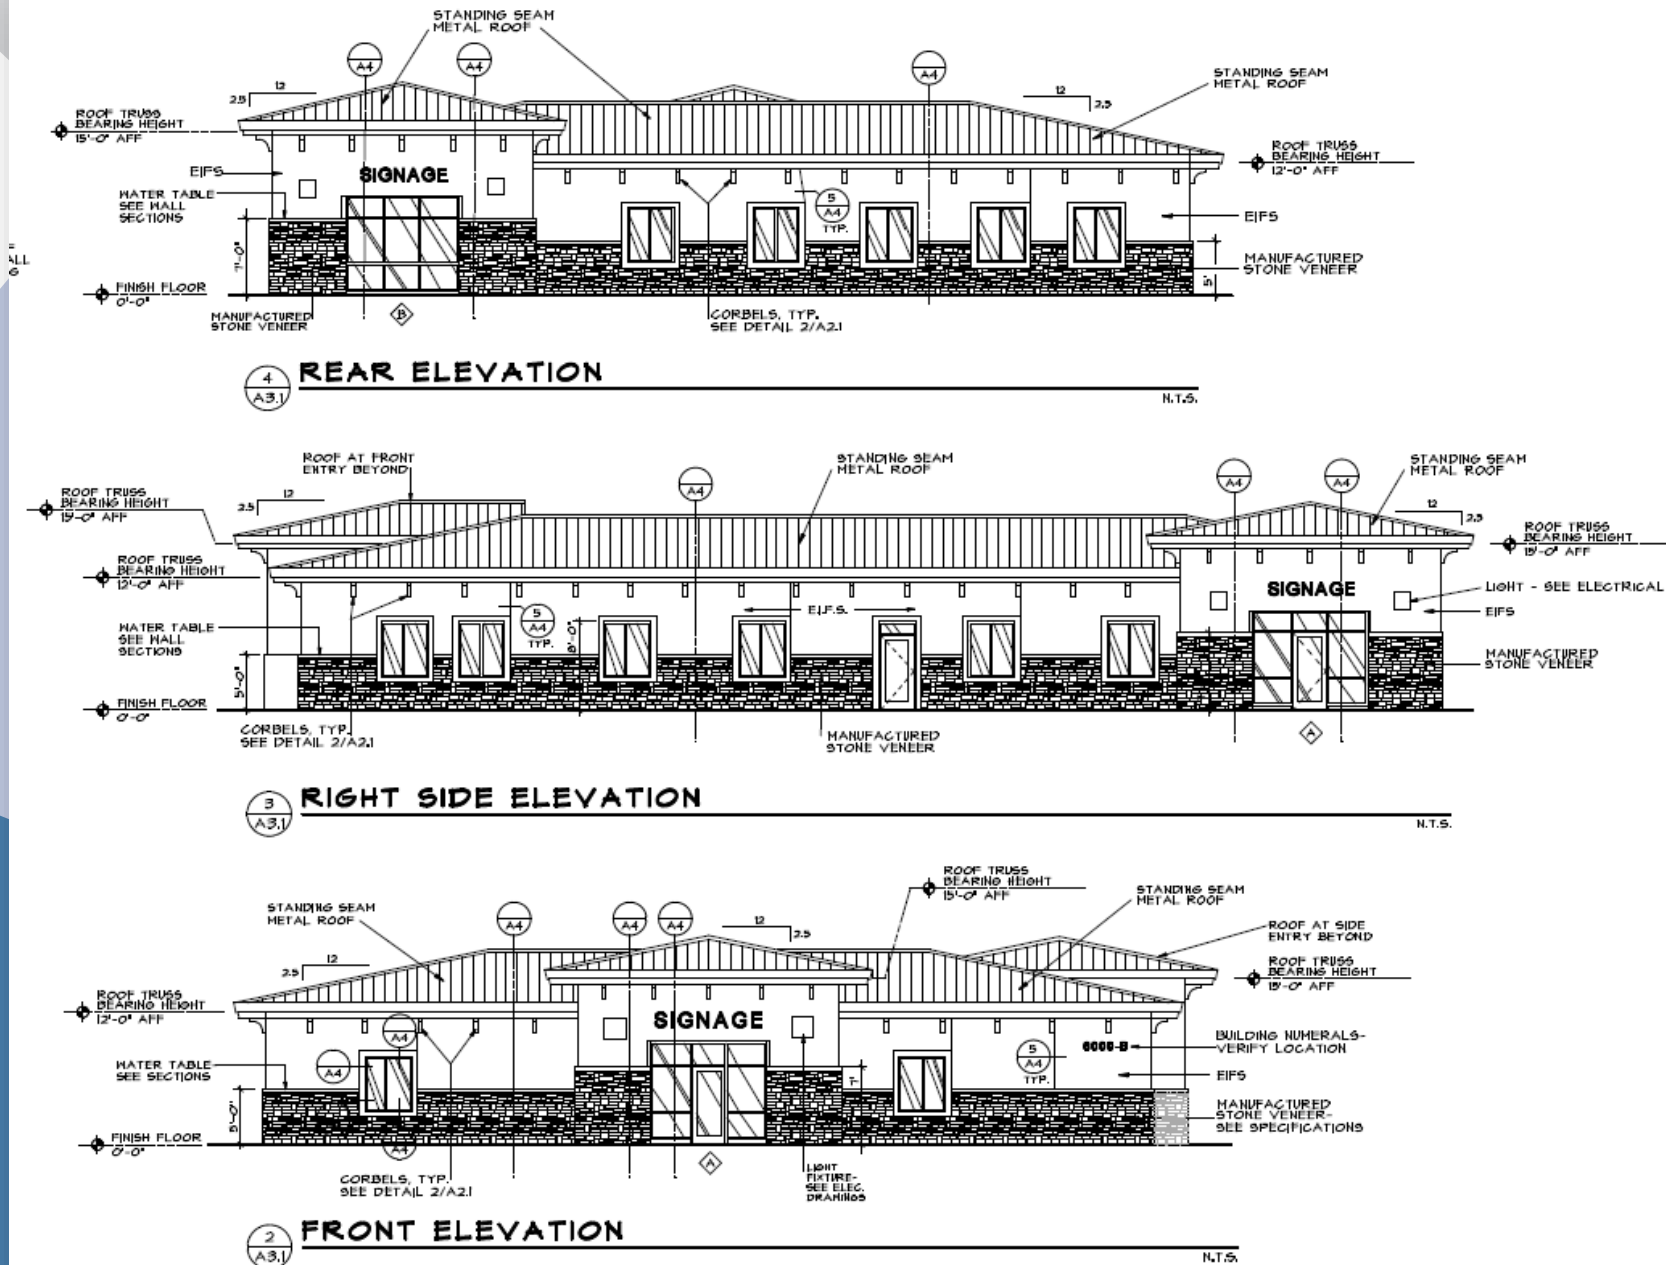 STANDING SEAM
METAL ROOF
A4
A4
A4
STANDING SEAM
METAL ROOF
12
2.5
12
2.5
ROOF TRUSS
BEARING HEIGHT
15'-0" AFF
ROOF TRUSS
BEARING HEIGHT
12'-0" AFF
EIFS
SIGNAGE
WATER TABLE
SEE WALL
SECTIONS
5
A4
TYP.
EIFS
7'-0"
MANUFACTURED
STONE VENEER
5'
FINISH FLOOR
0'-0"
MANUFACTURED
STONE VENEER
B
CORBELS, TYP.
SEE DETAIL 2/A2.1
4
A3.1
REAR ELEVATION
N.T.S.
ROOF AT FRONT
ENTRY BEYOND
STANDING SEAM
METAL ROOF
STANDING SEAM
METAL ROOF
A4
A4
A4
12
2.5
12
2.5
ROOF TRUSS
BEARING HEIGHT
15'-0" AFF
ROOF TRUSS
BEARING HEIGHT
15'-0" AFF
ROOF TRUSS
BEARING HEIGHT
12'-0" AFF
SIGNAGE
LIGHT - SEE ELECTRICAL
EIFS
E.I.F.S.
WATER TABLE
SEE WALL
SECTIONS
5
A4
TYP.
8'-0"
MANUFACTURED
STONE VENEER
5'-0"
FINISH FLOOR
0'-0"
CORBELS, TYP.
SEE DETAIL 2/A2.1
MANUFACTURED
STONE VENEER
A
3
A3.1
RIGHT SIDE ELEVATION
N.T.S.
ROOF TRUSS
BEARING HEIGHT
15'-0" AFF
STANDING SEAM
METAL ROOF
STANDING SEAM
METAL ROOF
A4
A4
A4
12
2.5
ROOF AT SIDE
ENTRY BEYOND
12
2.5
ROOF TRUSS
BEARING HEIGHT
15'-0" AFF
ROOF TRUSS
BEARING HEIGHT
12'-0" AFF
SIGNAGE
A4
BUILDING NUMERALS-
VERIFY LOCATION
5
A4
TYP.
WATER TABLE
SEE SECTIONS
A4
EIFS
7'
5'-0"
MANUFACTURED
STONE VENEER-
SEE SPECIFICATIONS
FINISH FLOOR
0'-0"
A4
A
CORBELS, TYP.
SEE DETAIL 2/A2.1
LIGHT
FIXTURE-
SEE ELEC.
DRAWINGS
2
A3.1
FRONT ELEVATION
N.T.S.